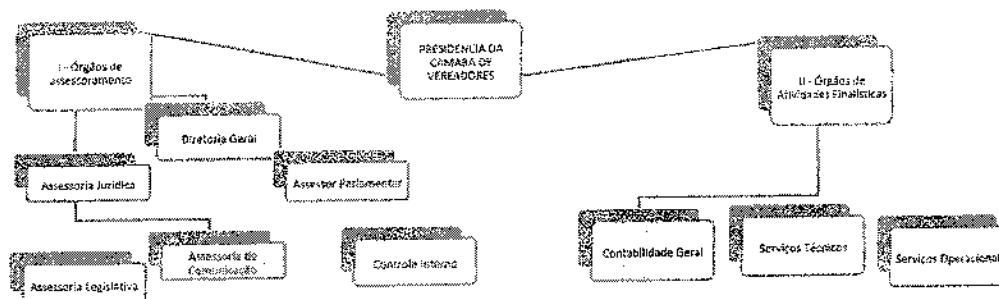 PRESIDENCIA DA
CAMARA DE
VEREADORES
I - Órgãos de
assessoramento
II - Órgãos de
Atividades Finalísticas
Diretoria Geral
Assessoria Jurídica
Assessor Parlamentar
Assessoria de
Comunicação
Controle Interno
Assessoria Legislativa
Contabilidade Geral
Serviços Técnicos
Serviços Operacional